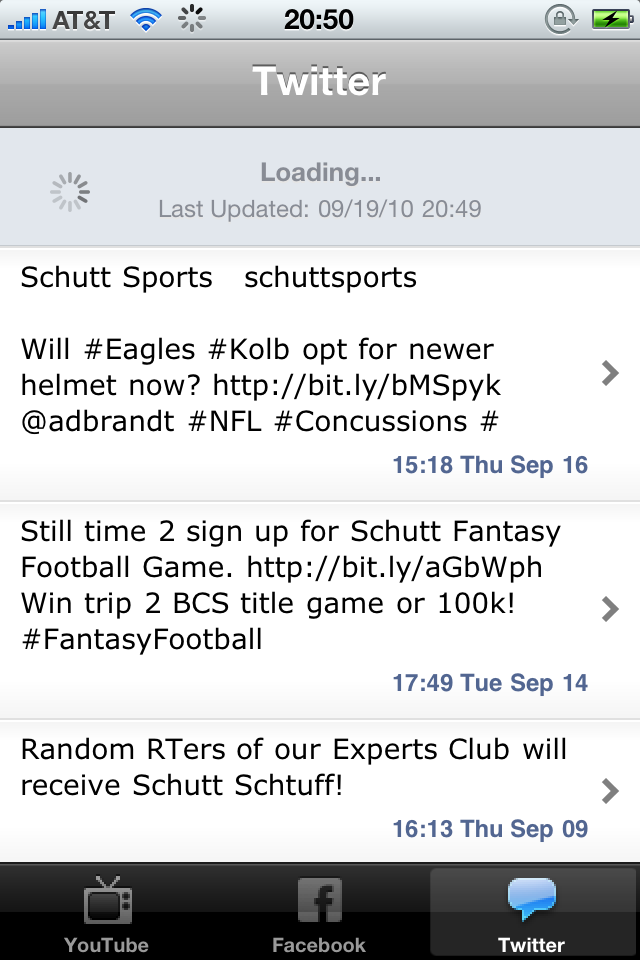 AT&T 20:50
Twitter
Loading...
Last Updated: 09/19/10 20:49
Schutt Sports schuttsports
Will #Eagles #Kolb opt for newer
helmet now? http://bit.ly/bMSpyk
@adbrandt #NFL #Concussions #
15:18 Thu Sep 16
Still time 2 sign up for Schutt Fantasy
Football Game. http://bit.ly/aGbWph
Win trip 2 BCS title game or 100k!
#FantasyFootball
17:49 Tue Sep 14
Random RTers of our Experts Club will
receive Schutt Schtuff!
16:13 Thu Sep 09
YouTube Facebook Twitter